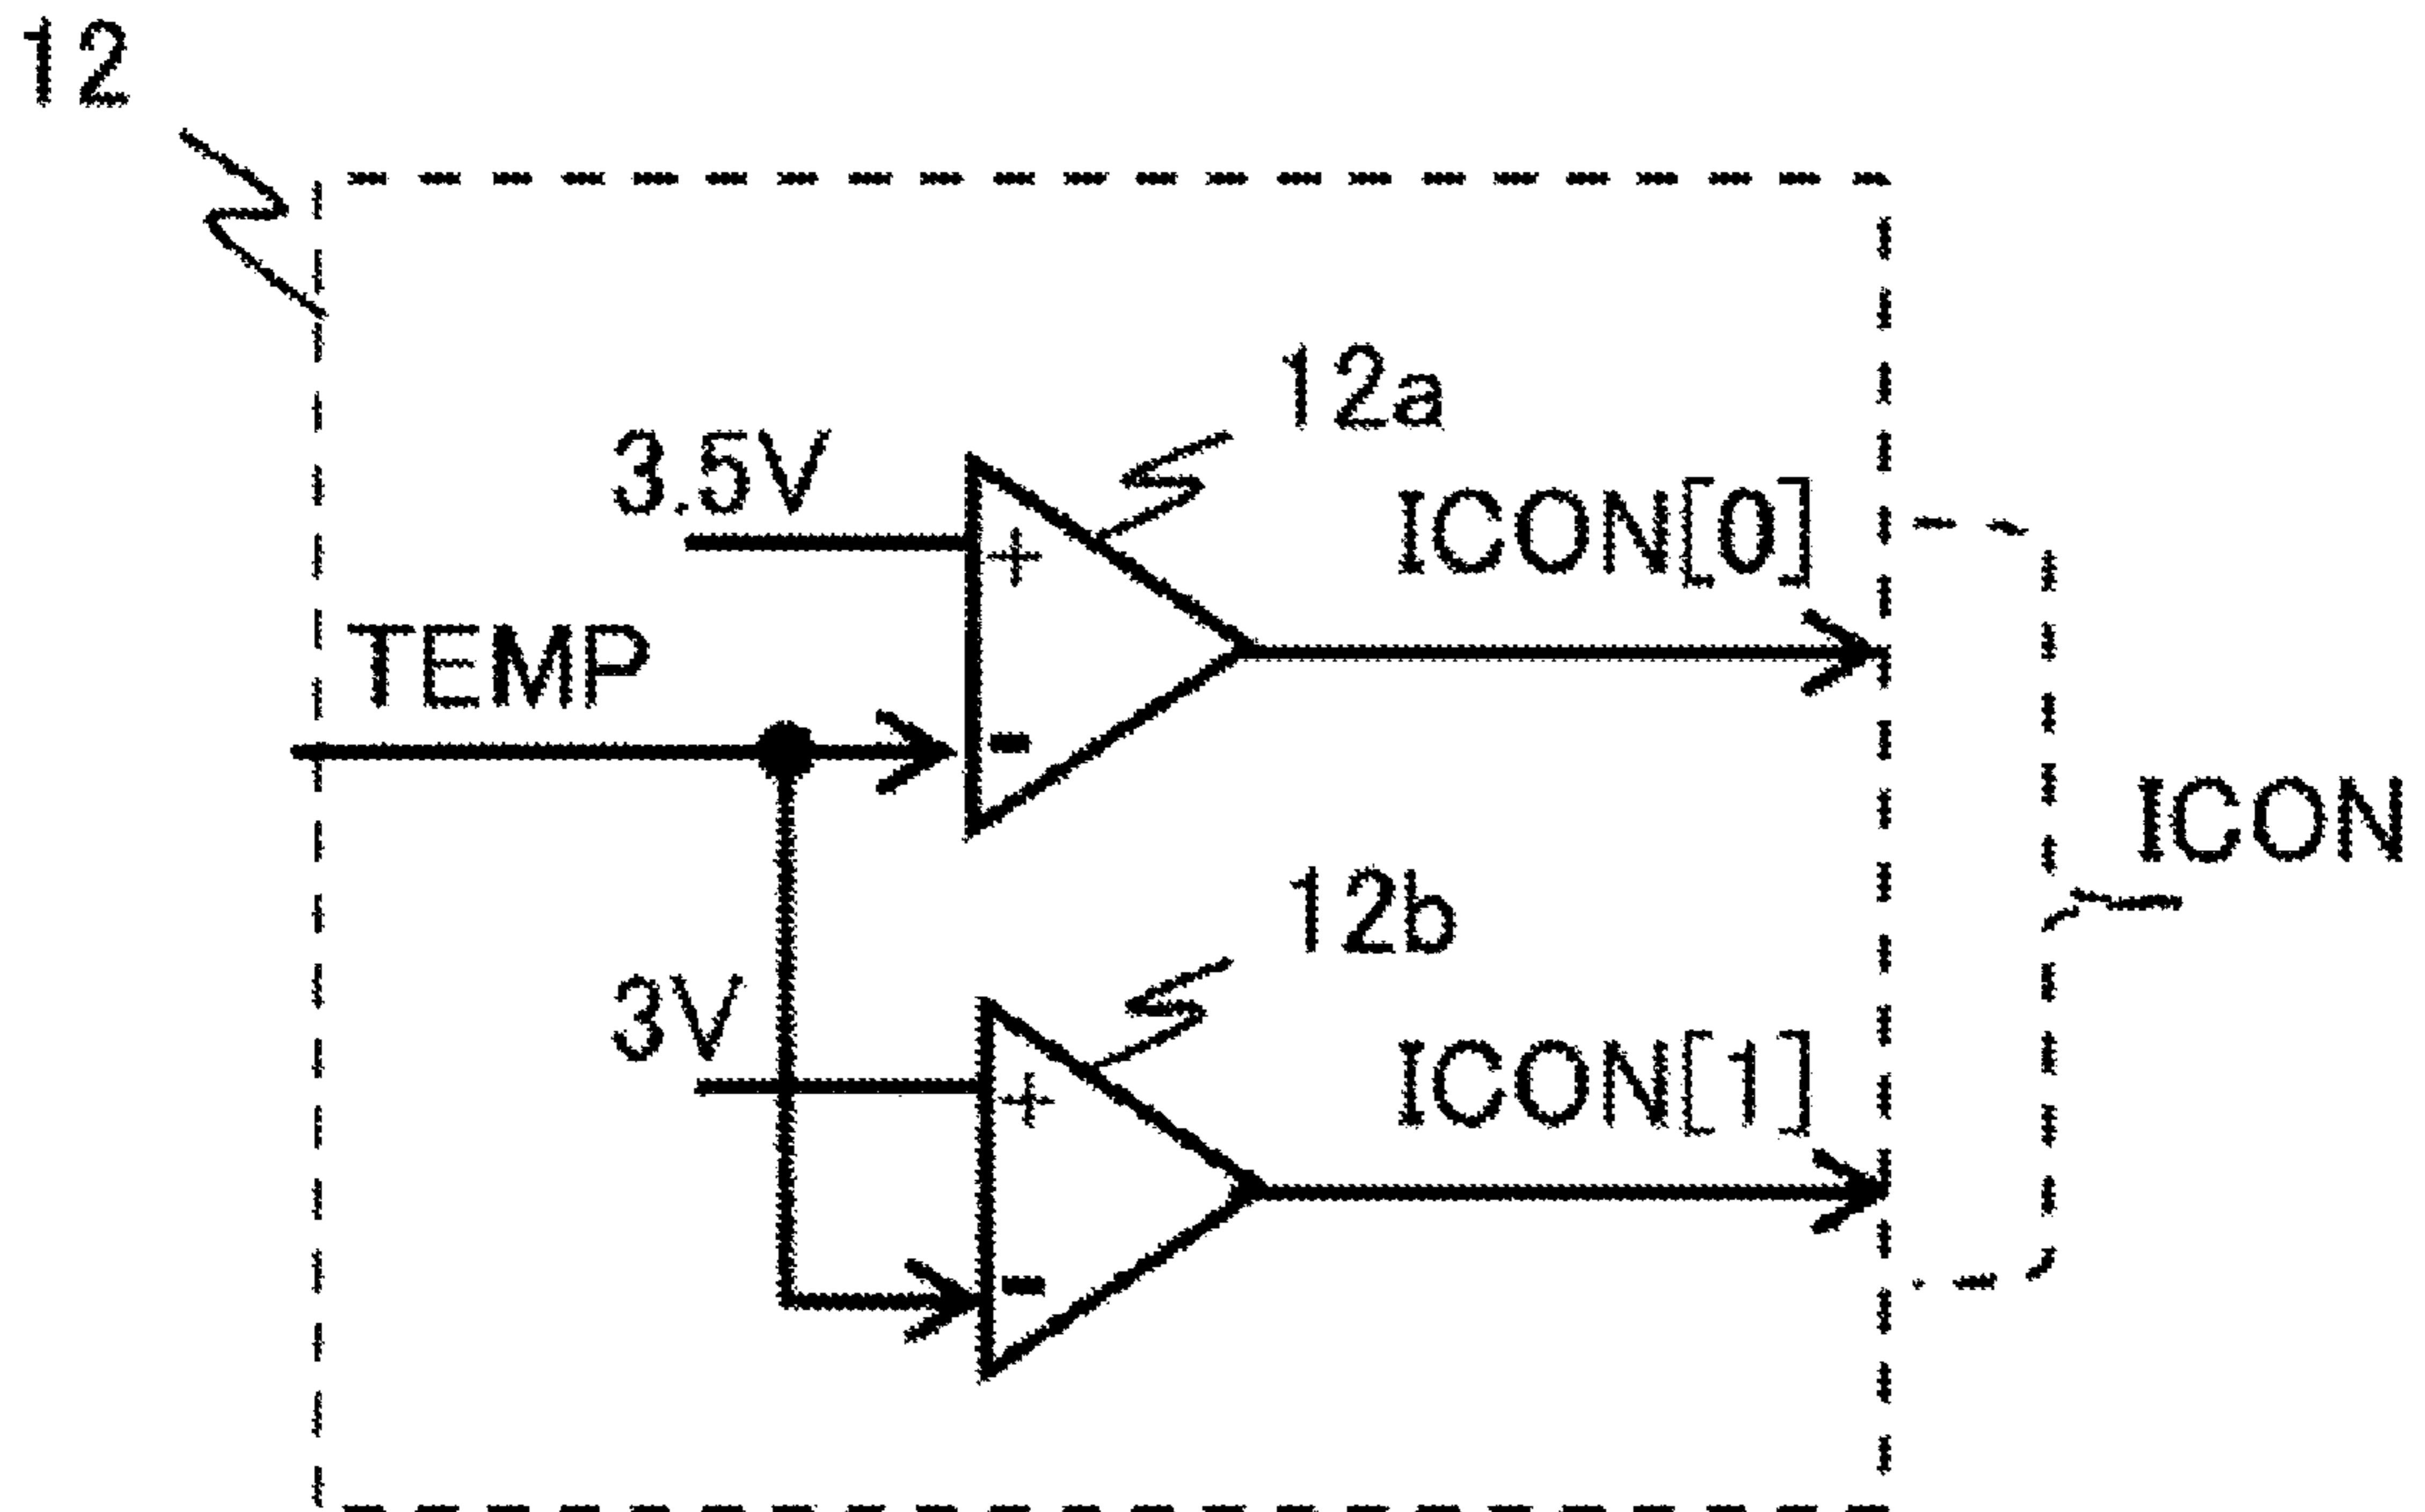 12
12a
3.5V
+
ICON[0]
TEMP
-
ICON
12b
3V
+
ICON[1]
-